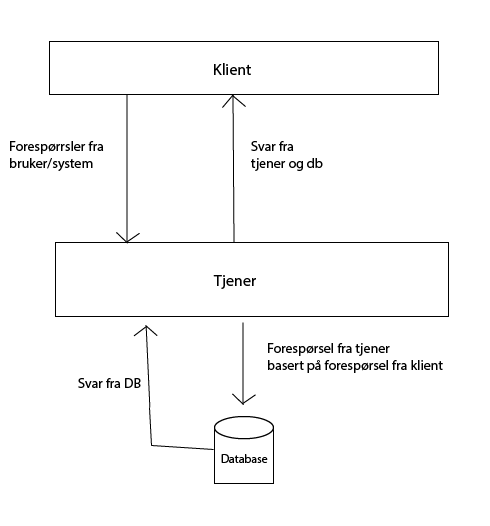 Klient
Forespørrsler fra
bruker/system
Svar fra
tjener og db
Tjener
Forespørsel fra tjener
basert på forespørsel fra klient
Svar fra DB
Database